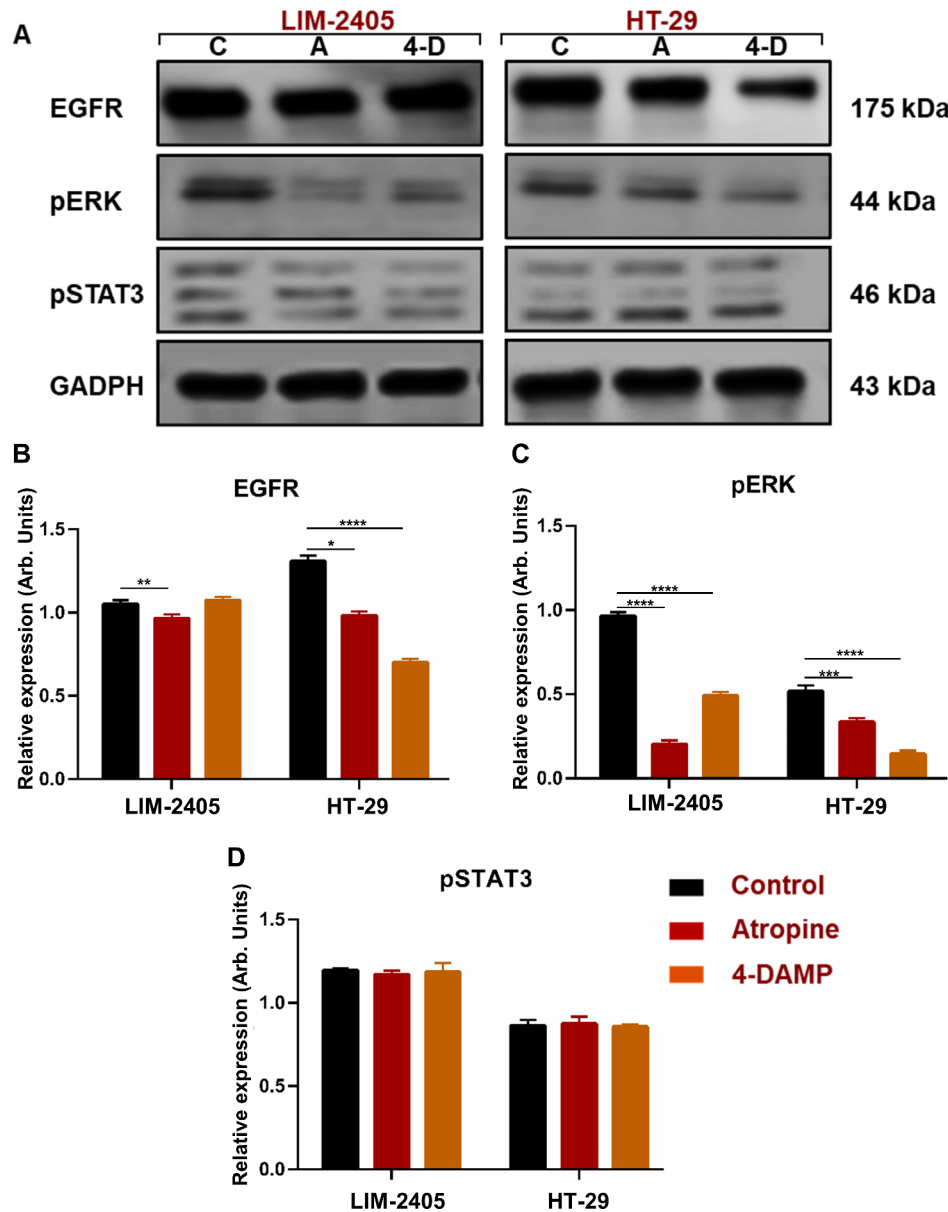 A
LIM-2405 HT-29
C A 4-D C A 4-D
EGFR 175 kDa
pERK 44 kDa
pSTAT3 46 kDa
GADPH 43 kDa
B
EGFR
Relative expression (Arb. Units)
1.5
1.0
0.5
0.0
**
****
*
LIM-2405 HT-29
C
pERK
Relative expression (Arb. Units)
1.5
1.0
0.5
0.0
****
****
****
***
LIM-2405 HT-29
D
pSTAT3
Relative expression (Arb. Units)
1.5
1.0
0.5
0.0
LIM-2405 HT-29
Control
Atropine
4-DAMP